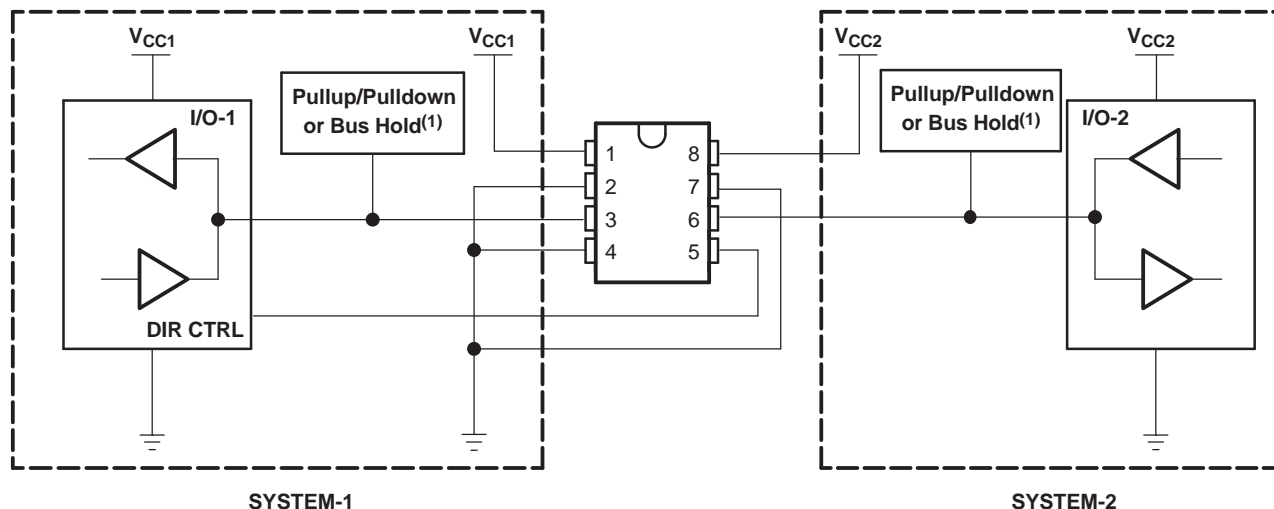 VCC1
VCC1
VCC2
VCC2
Pullup/Pulldown
or Bus Hold(1)
Pullup/Pulldown
or Bus Hold(1)
I/O-1
I/O-2
1
8
2
7
3
6
4
5
DIR CTRL
SYSTEM-1
SYSTEM-2